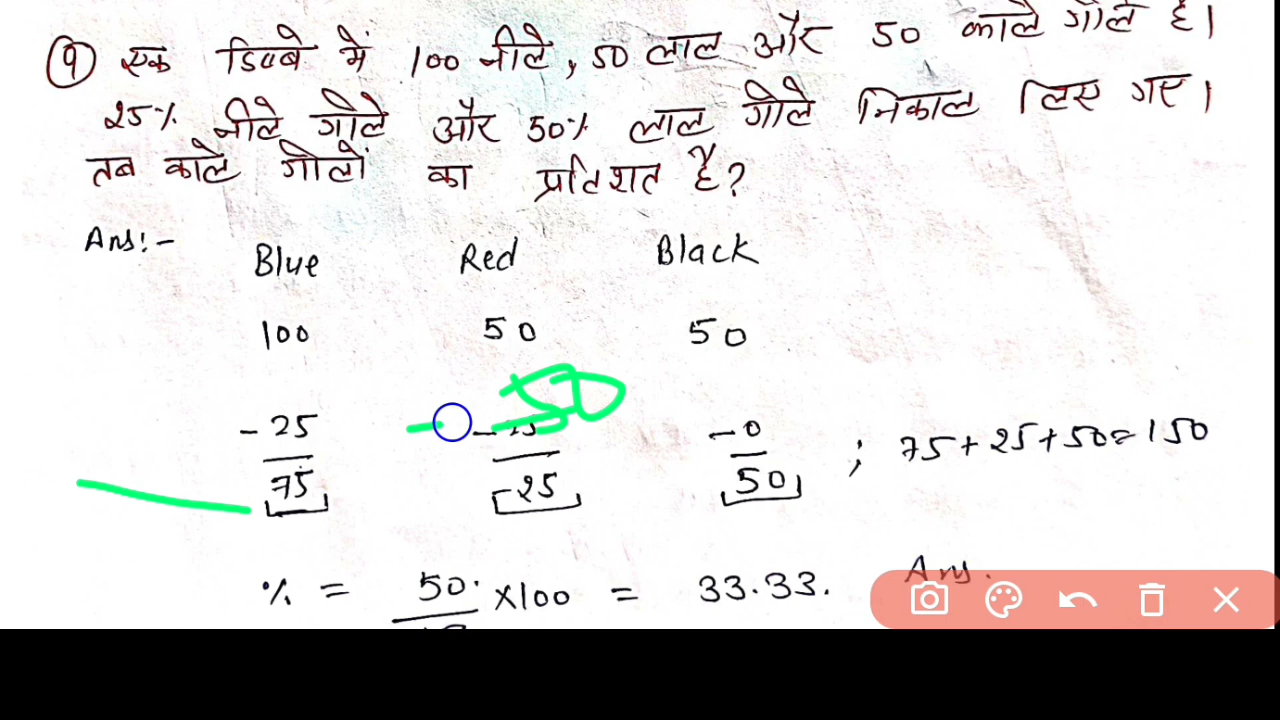 ९ एक डिब्बे में 100 नीले, 50 लाल और 50 काले गोले है।
25% नीले गोले और 50% लाल गोले निकाल लिए गए।
तब काले गोलों का प्रतिशत है?
Ans:-
Blue Red Black
100 50 50
50
- 25 - - 0 ; 75+25+50=150
75 25 50
% = 50 ×100 = 33.33. Ans.